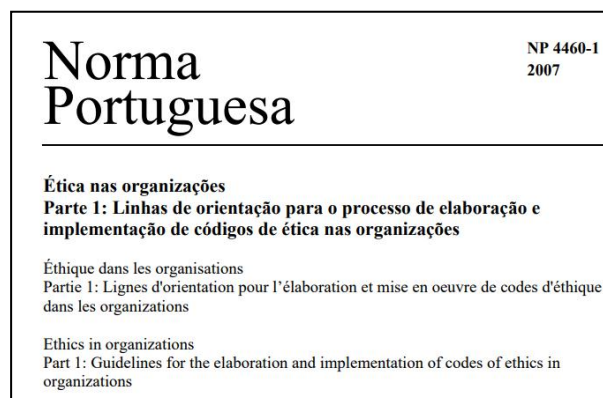 Norma
Portuguesa
NP 4460-1
2007
Ética nas organizações
Parte 1: Linhas de orientação para o processo de elaboração e
implementação de códigos de ética nas organizações
Éthique dans les organisations
Partie 1: Lignes d'orientation pour l'élaboration et mise en oeuvre de codes d'éthique
dans les organizations
Ethics in organizations
Part 1: Guidelines for the elaboration and implementation of codes of ethics in
organizations